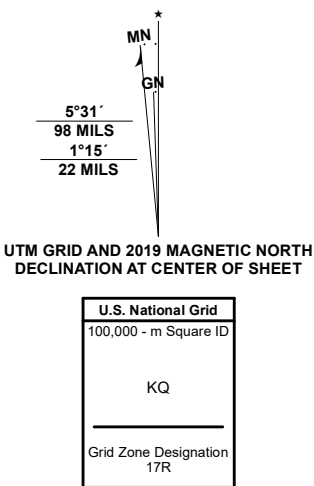 ★
MN
GN
5°31´
98 MILS
1°15´
22 MILS
UTM GRID AND 2019 MAGNETIC NORTH
DECLINATION AT CENTER OF SHEET
U.S. National Grid
100,000 - m Square ID
KQ
Grid Zone Designation
17R